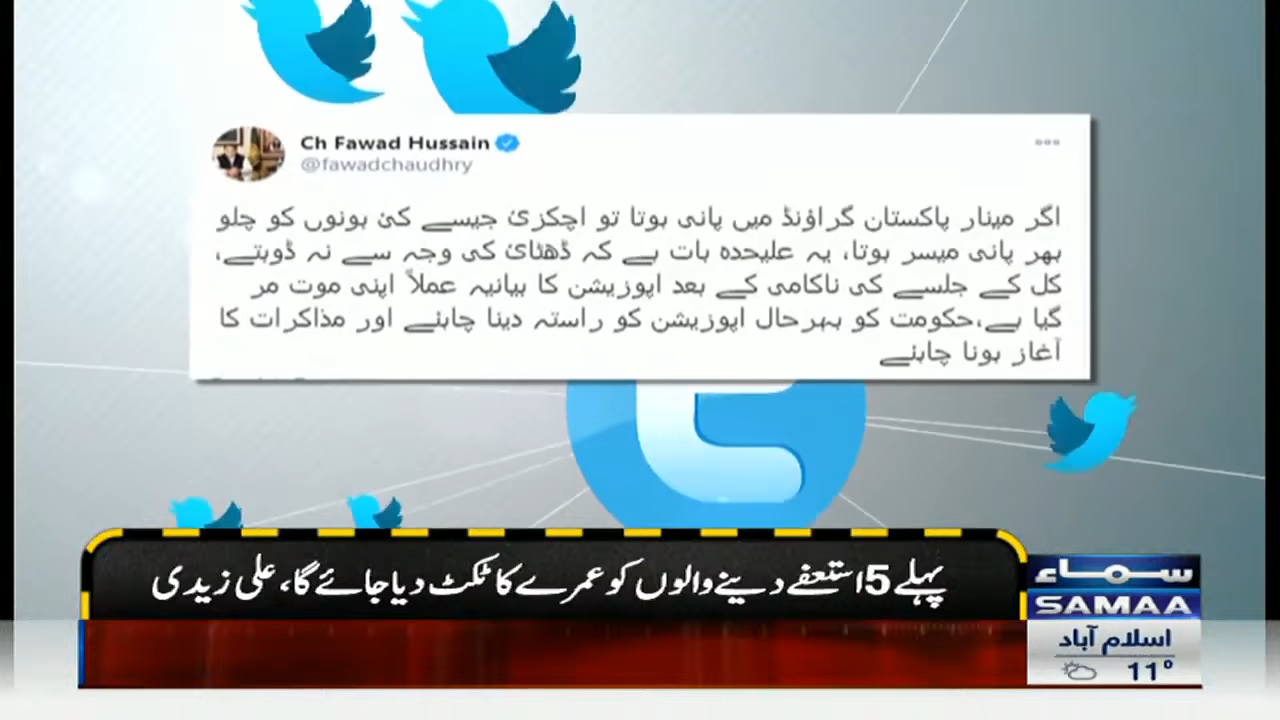 Ch Fawad Hussain
@fawadchaudhry
اگر مینار پاکستان گراؤنڈ میں پانی ہوتا تو اچکزئ جیسے کئ بونوں کو چلو
بھر پانی میسر ہوتا، یہ علیحدہ بات ہے کہ ڈھٹائ کی وجہ سے نہ ڈوبتے،
کل کے جلسے کی ناکامی کے بعد اپوزیشن کا بیانیہ عملاً اپنی موت مر
گیا ہے،حکومت کو بہرحال اپوزیشن کو راستہ دینا چاہئے اور مذاکرات کا
آغاز ہونا چاہئے
پہلے 5 استعفے دینے والوں کو عمرے کا ٹکٹ دیا جائے گا، علی زیدی
سماء
SAMAA
اسلام آباد
11°